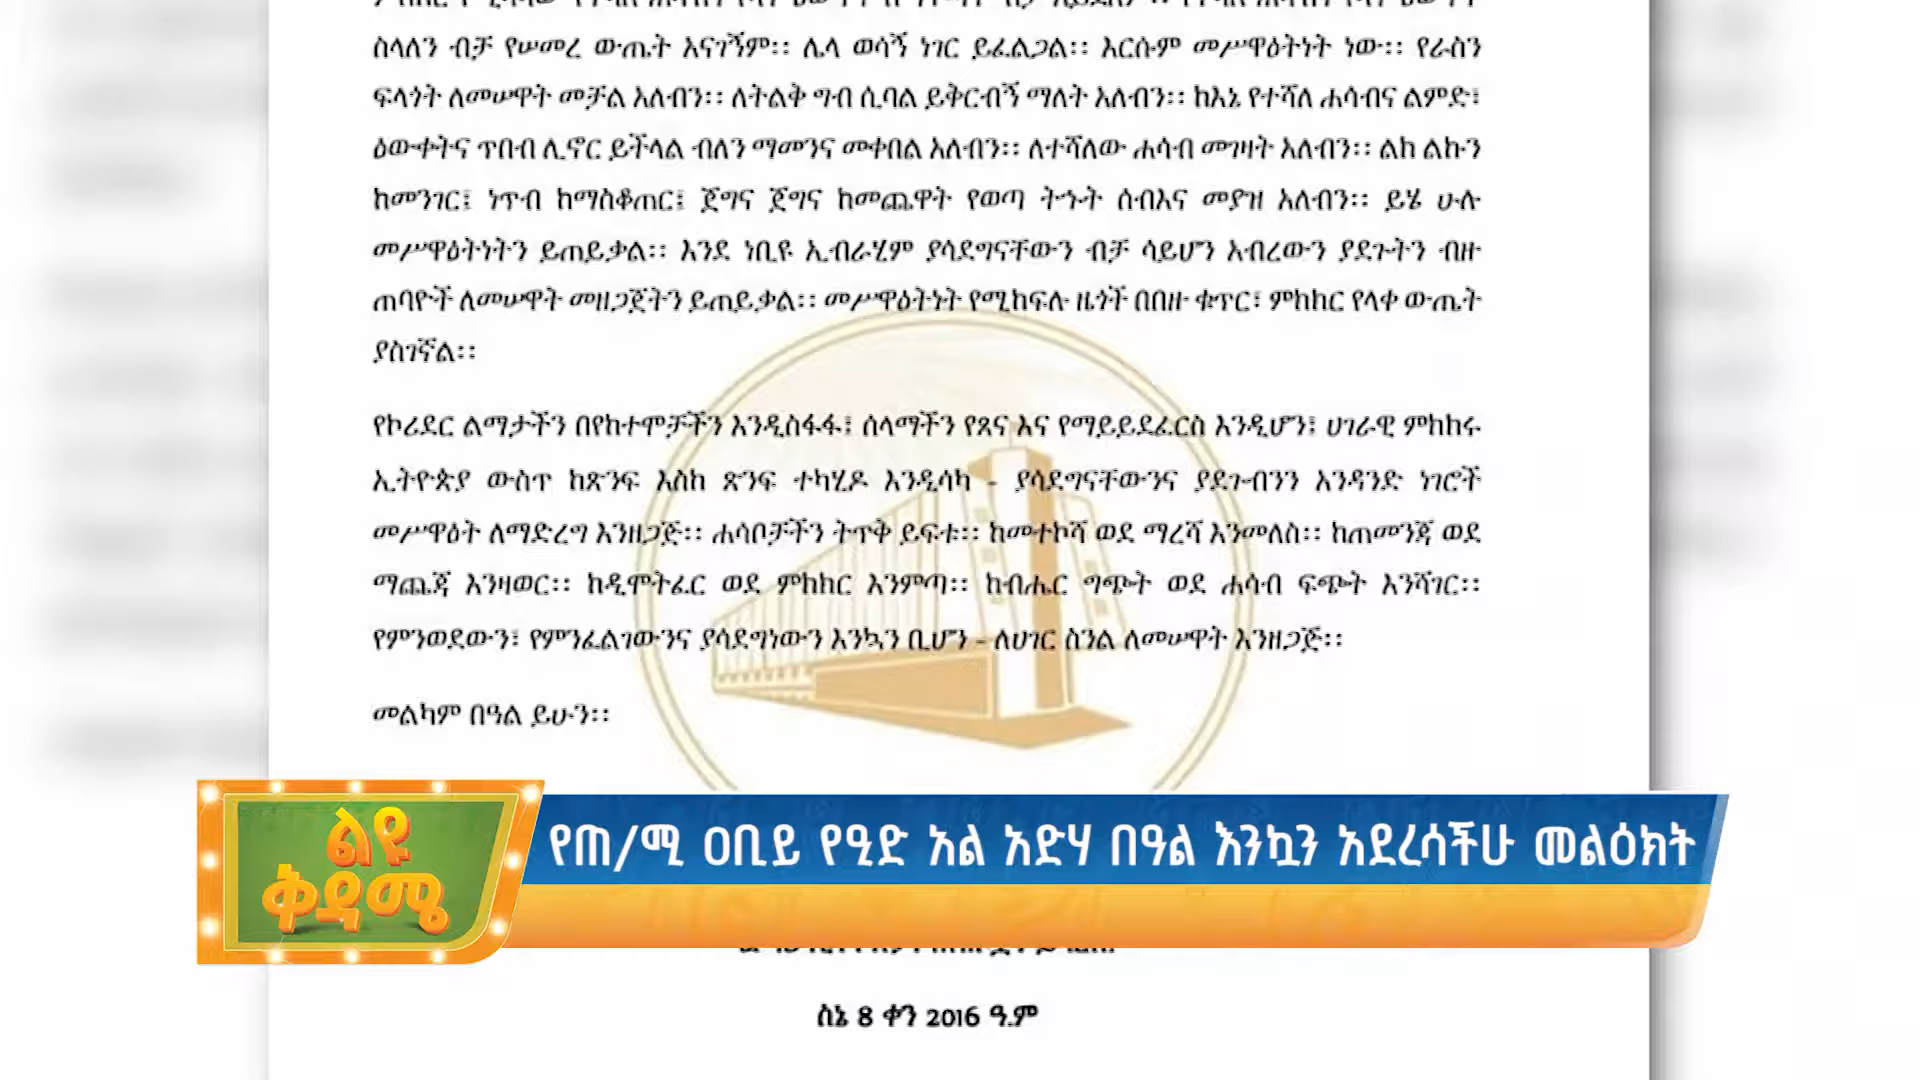 ስላለን ብቻ የሠመረ ውጤት አናገኝም፡፡ ሌላ ወሳኝ ነገር ይፈልጋል፡፡ እርሱም መሥዋዕትነት ነው፡፡ የራስን
ፍላጎት ለመሠዋት መቻል አለብን፡፡ ለትልቅ ግብ ሲባል ይቅርብኝ ማለት አለብን፡፡ ከእኔ የተሻለ ሐሳብና ልምድ፣
ዕውቀትና ጥበብ ሊኖር ይችላል ብለን ማመንና መቀበል አለብን፡፡ ለተሻለው ሐሳብ መገዛት አለብን፡፡ ልክ ልኩን
ከመንገር፤ ነጥብ ከማስቆጠር፤ ጀግና ጀግና ከመጨዋት የወጣ ትኁት ሰብእና መያዝ አለብን፡፡ ይሄ ሁሉ
መሥዋዕትነትን ይጠይቃል፡፡ እንደ ነቢዩ ኢብራሂም ያሳደግናቸውን ብቻ ሳይሆን አብረውን ያደጉትን ብዙ
ጠባዮች ለመሠዋት መዘጋጀትን ይጠይቃል፡፡ መሥዋዕትነት የሚከፍሉ ዜጎች በበዙ ቁጥር፣ ምክክር የላቀ ውጤት
ያስገኛል፡፡
የኮሪደር ልማታችን በየከተሞቻችን እንዲስፋፋ፤ ሰላማችን የጸና እና የማይደፈርስ እንዲሆን፤ ሀገራዊ ምክክሩ
ኢትዮጵያ ውስጥ ከጽንፍ እስከ ጽንፍ ተካሂዶ እንዲሳካ - ያሳደግናቸውንና ያደጉብንን አንዳንድ ነገሮች
መሥዋዕት ለማድረግ እንዘጋጅ፡፡ ሐሳቦቻችን ትጥቅ ይፍቱ፡፡ ከመተኮሻ ወደ ማረሻ እንመለስ፡፡ ከጠመንጃ ወደ
ማጨጃ እንዛወር፡፡ ከዲሞትፈር ወደ ምክክር እንምጣ፡፡ ከብሔር ግጭት ወደ ሐሳብ ፍጭት እንሻገር፡፡
የምንወደውን፣ የምንፈልገውንና ያሳደግነውን እንኳን ቢሆን - ለሀገር ስንል ለመሠዋት እንዘጋጅ፡፡
መልካም በዓል ይሁን፡፡
ልዩ
ቅዳሜ
የጠ/ሚ ዐቢይ የዒድ አል አድሃ በዓል እንኳን አደረሳችሁ መልዕክት
ሰኔ 8 ቀን 2016 ዓ.ም